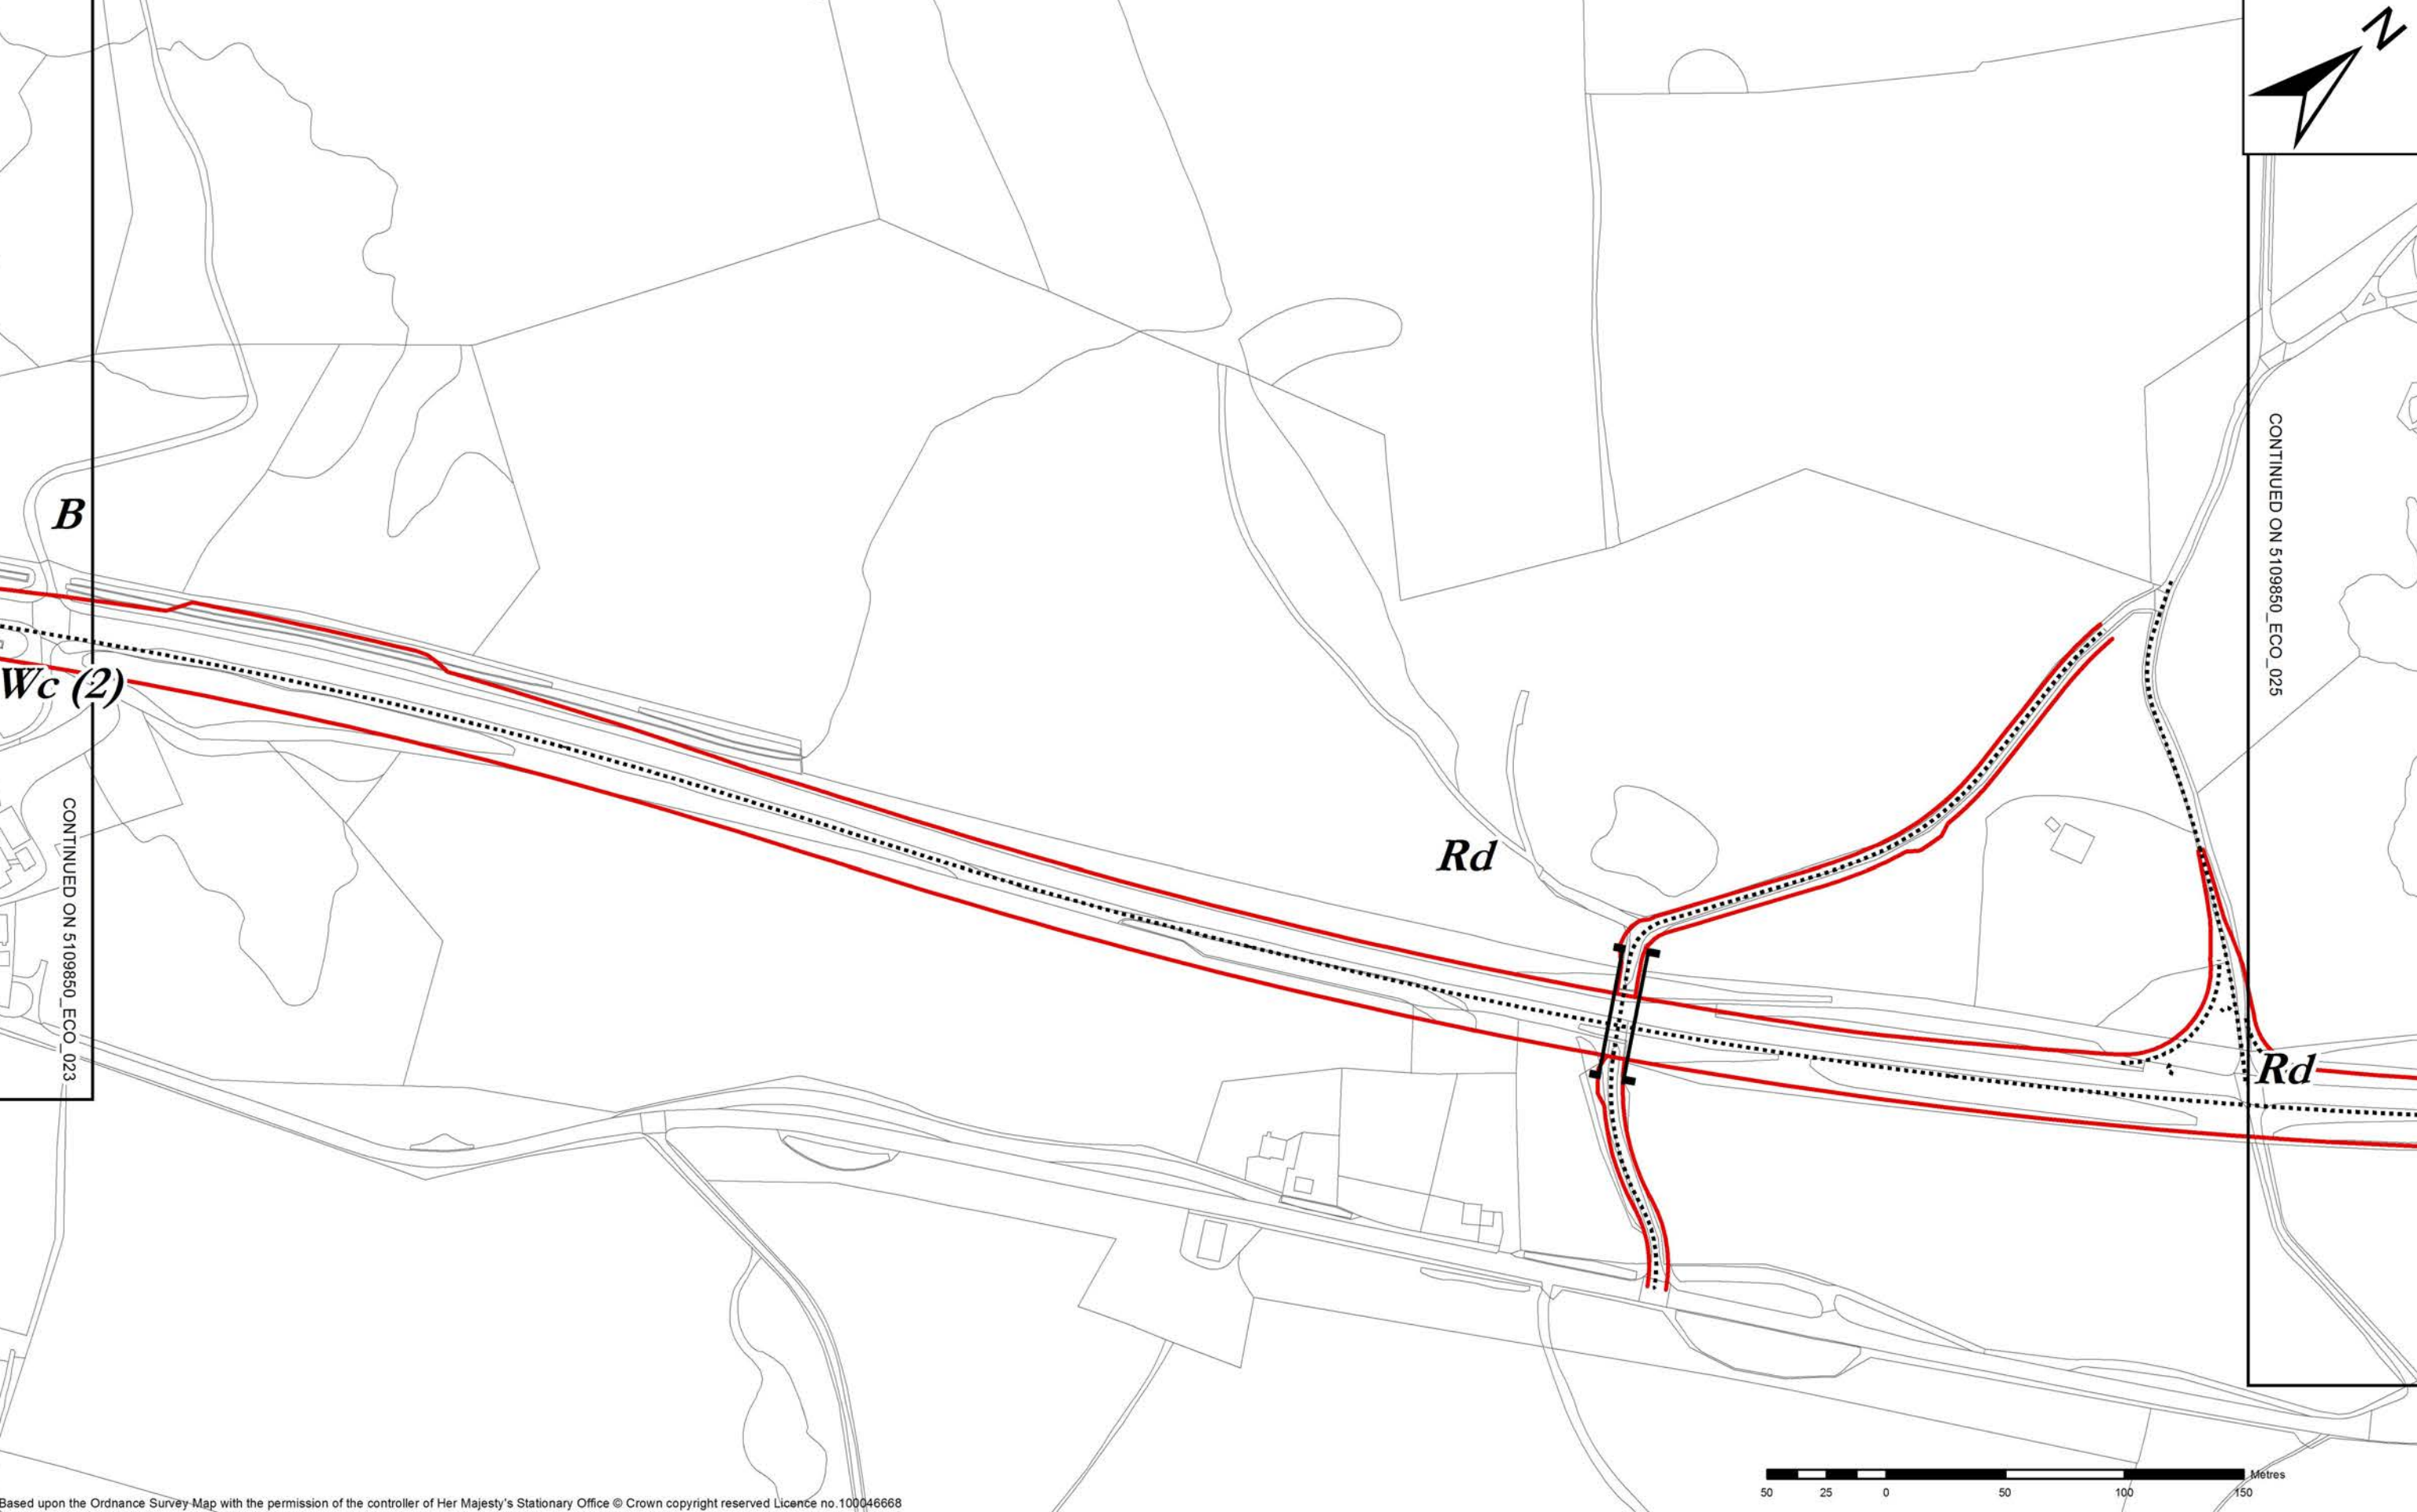 N
CONTINUED ON 5109850_ECO_025
B
Wc (2)
CONTINUED ON 5109850_ECO_023
Rd
Rd
50 25 0 50 100 150 Metres
Based upon the Ordnance Survey Map with the permission of the controller of Her Majesty's Stationary Office © Crown copyright reserved Licence no.100046668